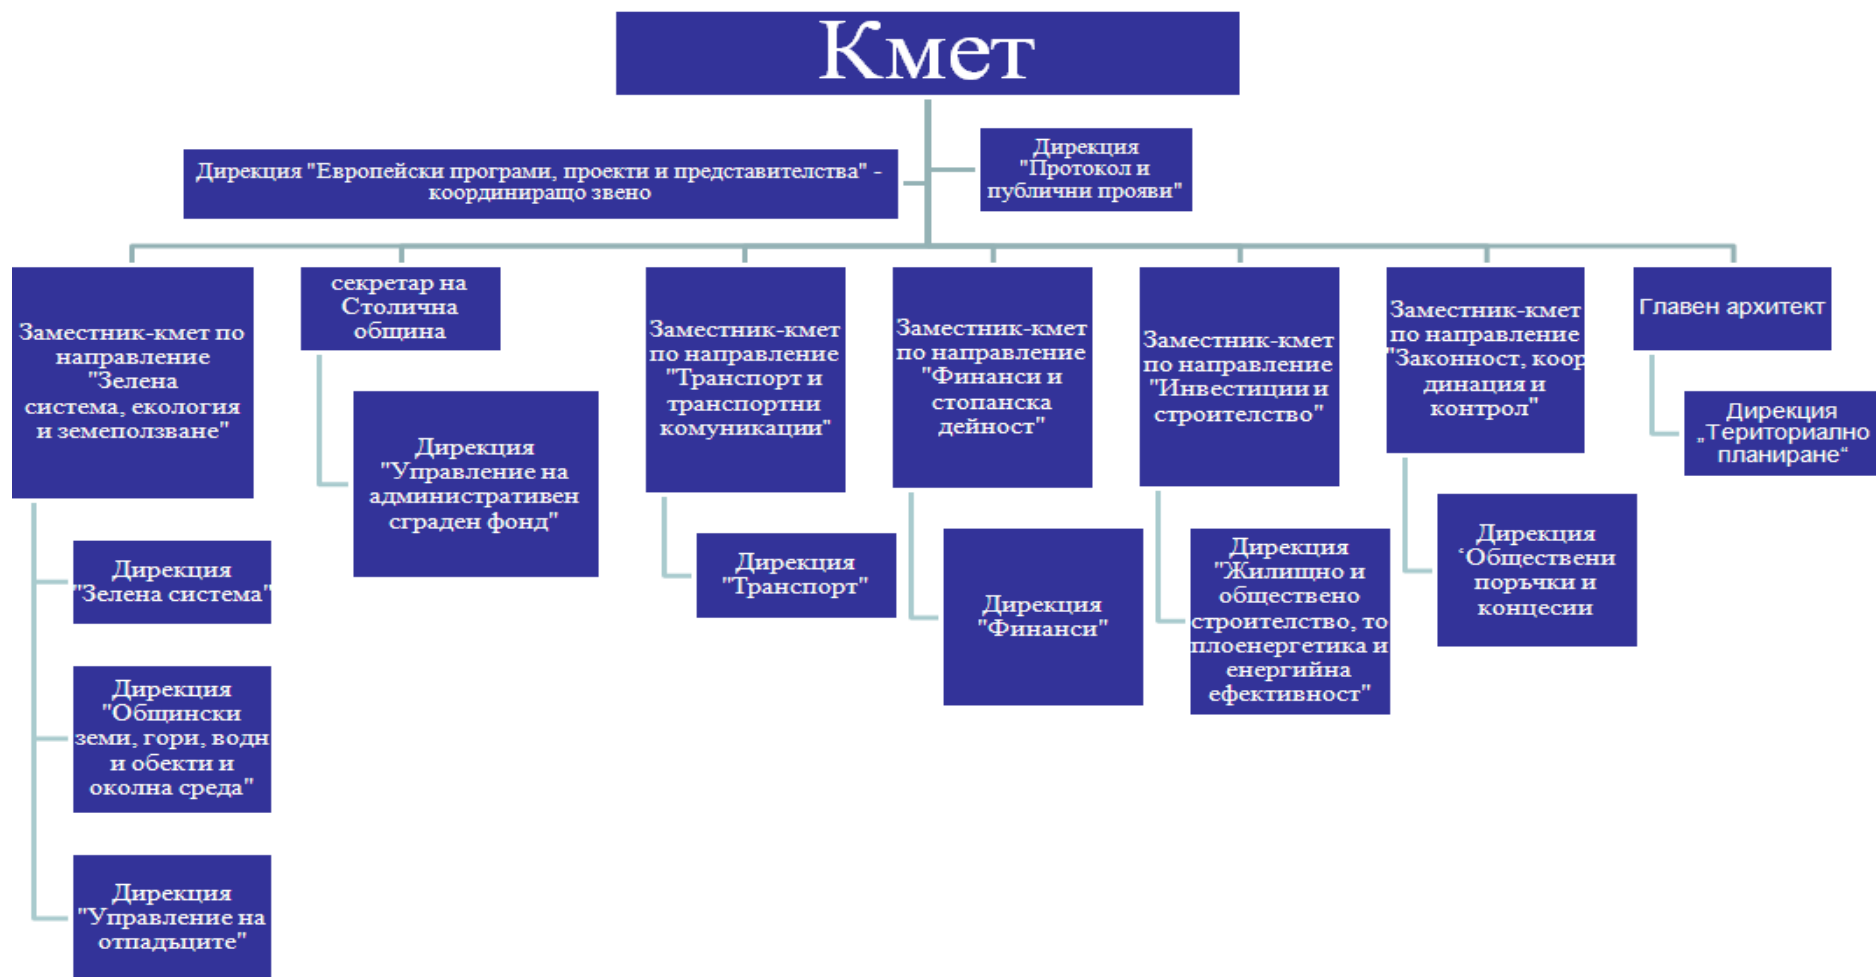 Кмет
Дирекция "Европейски програми, проекти и представителства" -
координиращо звено
Дирекция
"Протокол и
публични прояви"
Заместник-кмет по
направление
"Зелена
система, екология
и земеползване"
Дирекция
"Зелена система"
Дирекция
"Общински
земи, гори, водн
и обекти и
околна среда"
Дирекция
"Управление на
отпадъците"
секретар на
Столична
община
Дирекция
"Управление на
административен
сграден фонд"
Заместник-кмет
по направление
"Транспорт и
транспортни
комуникации"
Дирекция
"Транспорт"
Заместник-кмет
по направление
"Финанси и
стопанска
дейност"
Дирекция
"Финанси"
Заместник-кмет
по направление
"Инвестиции и
строителство"
Дирекция
"Жилищно и
обществено
строителство, то
плоенергетика и
енергийна
ефективност"
Заместник-кмет
по направление
"Законност, коор
динация и
контрол"
Дирекция
‘Обществени
поръчки и
концесии
Главен архитект
Дирекция
„Териториално
планиране“